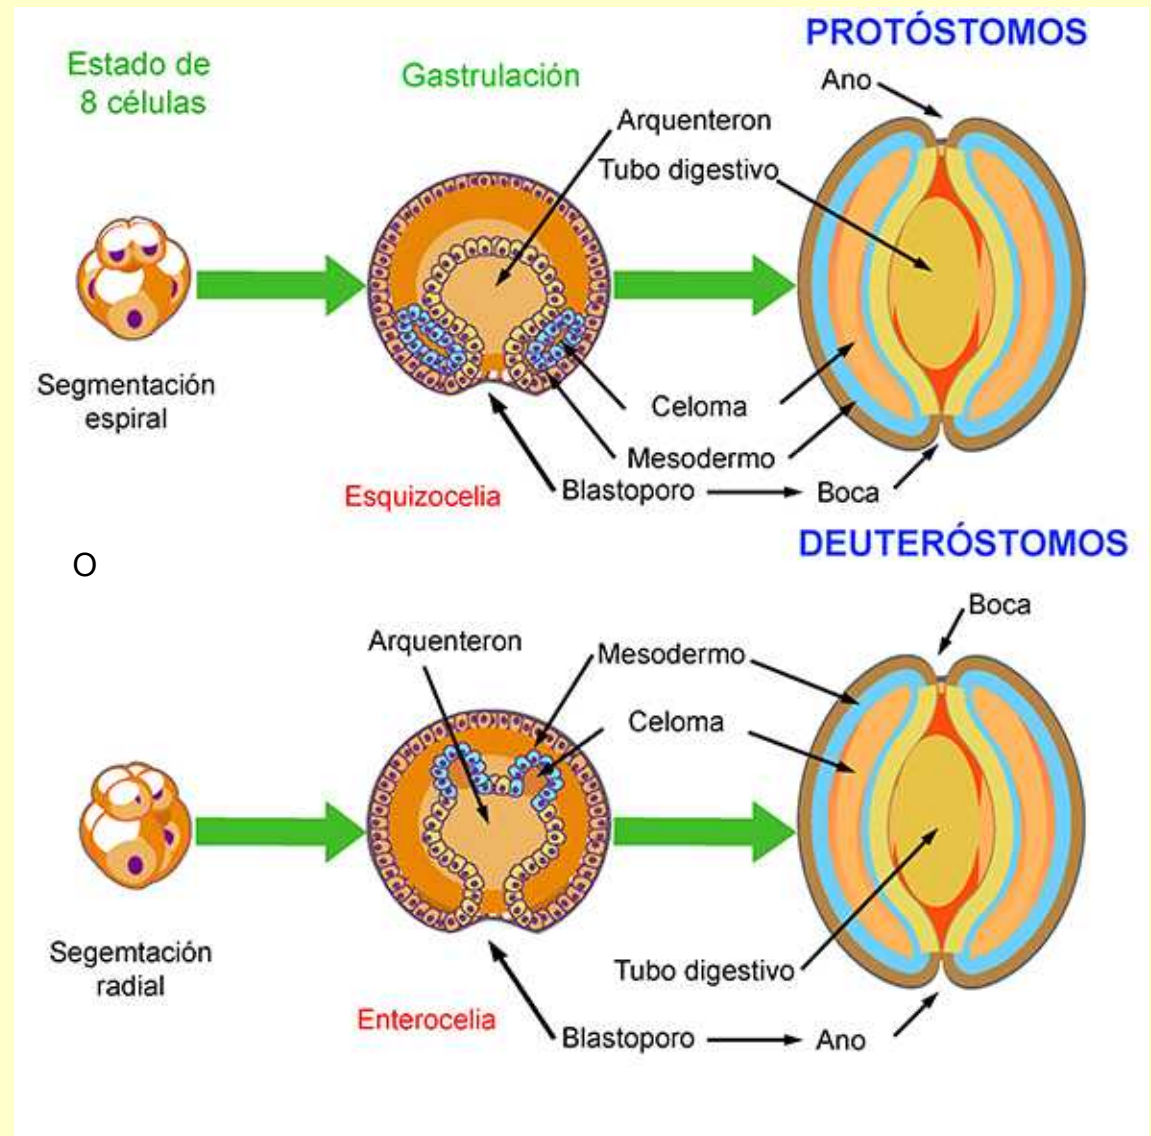 PROTÓSTOMOS
Estado de
8 células
Gastrulación
Ano
Arquenteron
Tubo digestivo
Segmentación
espiral
Celoma
Mesodermo
Esquizocelia
Blastoporo
Boca
DEUTERÓSTOMOS
O
Boca
Arquenteron
Mesodermo
Celoma
Segemtación
radial
Tubo digestivo
Enterocelia
Blastoporo
Ano